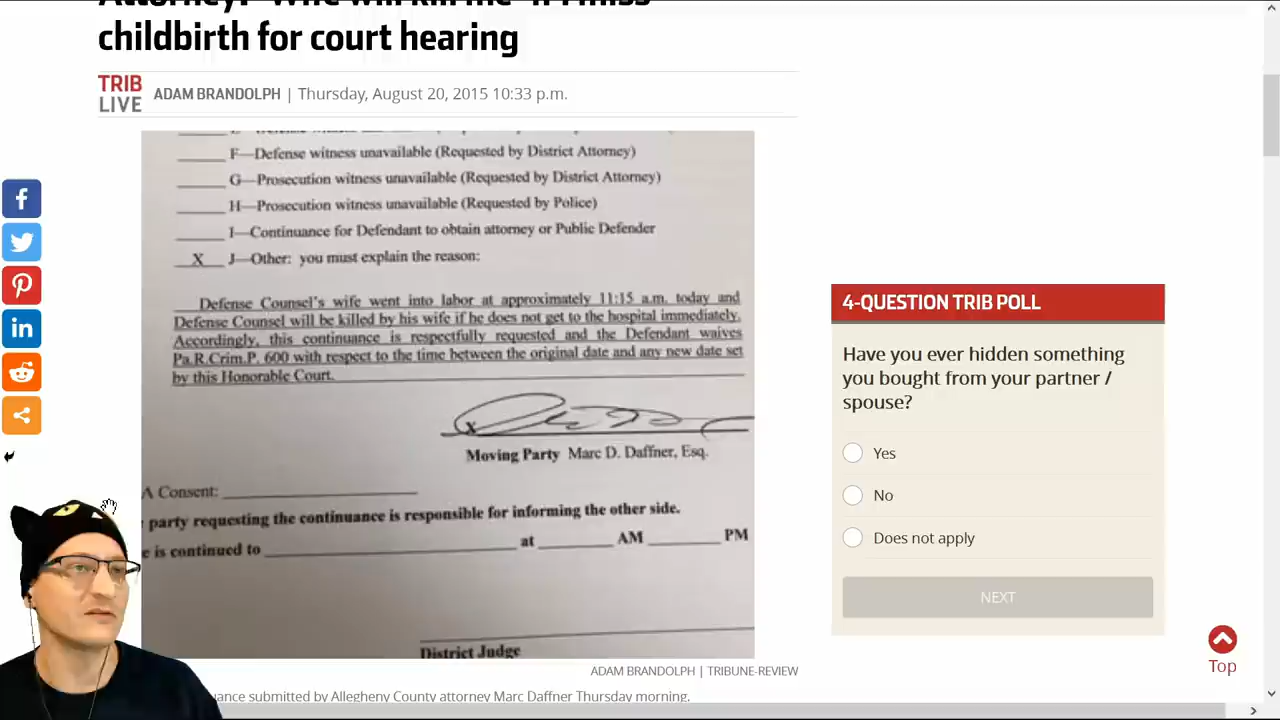 childbirth for court hearing
TRIB
LIVE
ADAM BRANDOLPH | Thursday, August 20, 2015 10:33 p.m.
F—Defense witness unavailable (Requested by District Attorney)
G—Prosecution witness unavailable (Requested by District Attorney)
H—Prosecution witness unavailable (Requested by Police)
I—Continuance for Defendant to obtain attorney or Public Defender
X J—Other: you must explain the reason:
Defense Counsel's wife went into labor at approximately 11:15 a.m. today and
Defense Counsel will be killed by his wife if he does not get to the hospital immediately.
Accordingly, this continuance is respectfully requested and the Defendant waives
Pa.R.Crim.P. 600 with respect to the time between the original date and any new date set
by this Honorable Court.
x
Moving Party Marc D. Daffner, Esq.
A Consent:
party requesting the continuance is responsible for informing the other side.
e is continued to at AM PM
District Judge
ADAM BRANDOLPH | TRIBUNE-REVIEW
uance submitted by Allegheny County attorney Marc Daffner Thursday morning.
4-QUESTION TRIB POLL
Have you ever hidden something
you bought from your partner /
spouse?
Yes
No
Does not apply
NEXT
Top